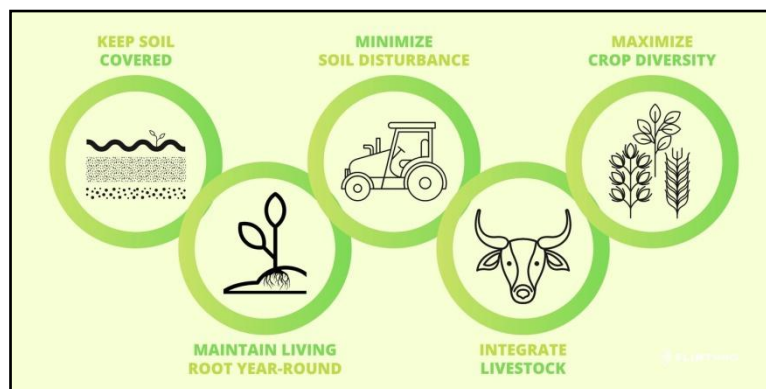 KEEP SOIL
COVERED
MINIMIZE
SOIL DISTURBANCE
MAXIMIZE
CROP DIVERSITY
MAINTAIN LIVING
ROOT YEAR-ROUND
INTEGRATE
LIVESTOCK